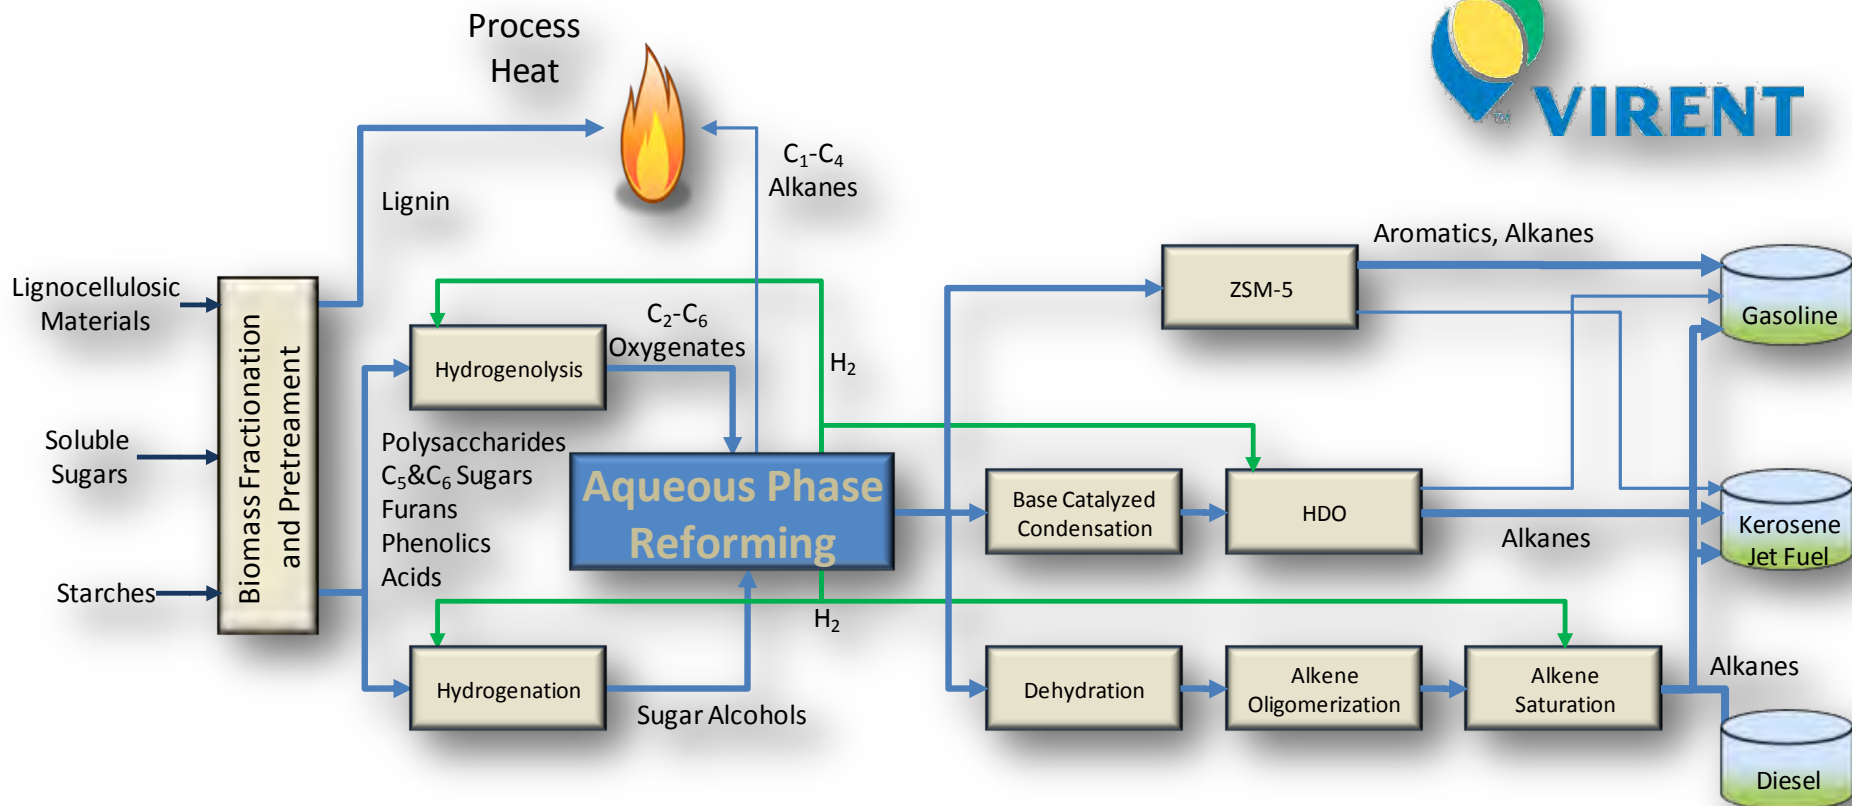 Process
Heat
VIRENT
TM
C₁-C₄
Alkanes
Lignin
Aromatics, Alkanes
Lignocellulosic
Materials
ZSM-5
Biomass Fractionation
and Pretreament
C₂-C₆
Oxygenates
H₂
Gasoline
Hydrogenolysis
Soluble
Sugars
Polysaccharides
C₅&C₆ Sugars
Furans
Phenolics
Acids
Aqueous Phase
Reforming
Base Catalyzed
Condensation
HDO
Alkanes
Kerosene
Jet Fuel
Starches
H₂
Hydrogenation
Sugar Alcohols
Dehydration
Alkene
Oligomerization
Alkene
Saturation
Alkanes
Diesel